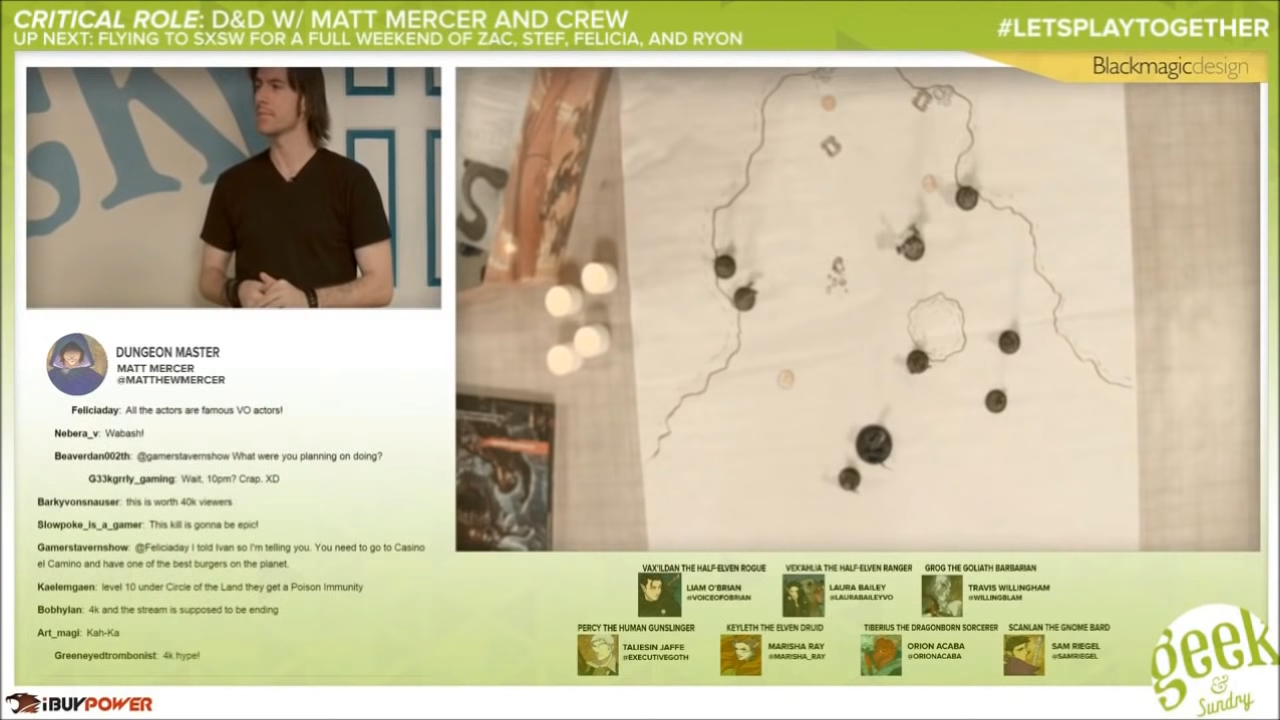 CRITICAL ROLE: D&D W/ MATT MERCER AND CREW
UP NEXT: FLYING TO SXSW FOR A FULL WEEKEND OF ZAC, STEF, FELICIA, AND RYON
#LETSPLAYTOGETHER
Blackmagicdesign
DUNGEON MASTER
MATT MERCER
@MATTHEWMERCER
Feliciaday: All the actors are famous VO actors!
Nebera_v: Wabash!
Beaverdan002th: @gamerstavernshow What were you planning on doing?
G33kgrrly_gaming: Wait, 10pm? Crap. XD
Barkyvonsnauser: this is worth 40k viewers
Slowpoke_is_a_gamer: This kill is gonna be epic!
Gamerstavernshow: @Feliciaday I told Ivan so I'm telling you. You need to go to Casino
el Camino and have one of the best burgers on the planet.
Kaelemgaen: level 10 under Circle of the Land they get a Poison Immunity
Bobhylan: 4k and the stream is supposed to be ending
Art_magi: Kah-Ka
Greeneyedtrombonist: 4k hype!
VAX'ILDAN THE HALF-ELVEN ROGUE
LIAM O'BRIAN
@VOICEOFOBRIAN
VEX'AHLIA THE HALF-ELVEN RANGER
LAURA BAILEY
@LAURABAILEYVO
GROG THE GOLIATH BARBARIAN
TRAVIS WILLINGHAM
@WILLINGBLAM
PERCY THE HUMAN GUNSLINGER
TALIESIN JAFFE
@EXECUTIVEGOTH
KEYLETH THE ELVEN DRUID
MARISHA RAY
@MARISHA_RAY
TIBERIUS THE DRAGONBORN SORCERER
ORION ACABA
@ORIONACABA
SCANLAN THE GNOME BARD
SAM RIEGEL
@SAMRIEGEL
geek
&
Sundry
iBUYPOWER